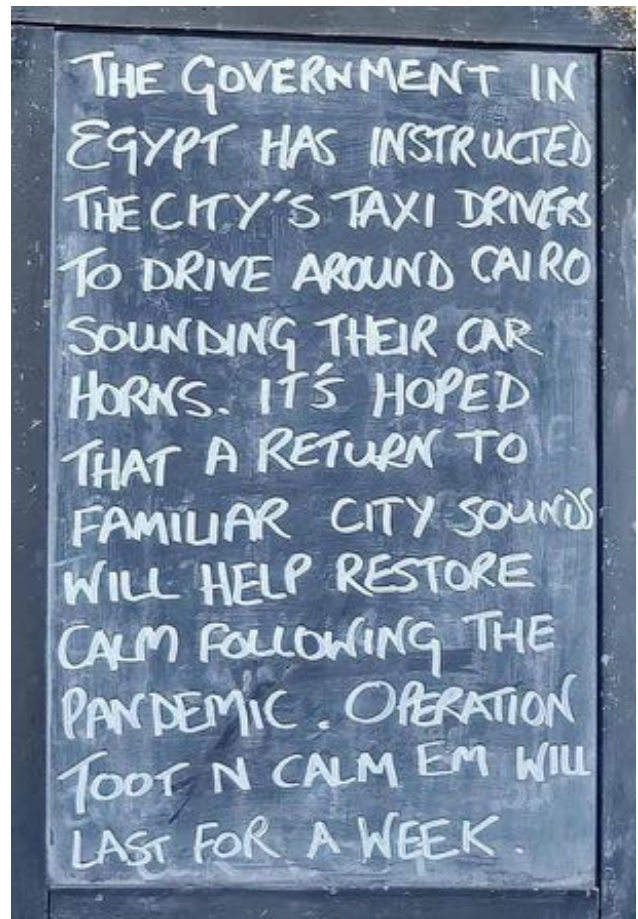 THE GOVERNMENT IN
EGYPT HAS INSTRUCTED
THE CITY'S TAXI DRIVERS
TO DRIVE AROUND CAIRO
SOUNDING THEIR CAR
HORNS. IT'S HOPED
THAT A RETURN TO
FAMILIAR CITY SOUNDS
WILL HELP RESTORE
CALM FOLLOWING THE
PANDEMIC. OPERATION
TOOT N CALM EM WILL
LAST FOR A WEEK.